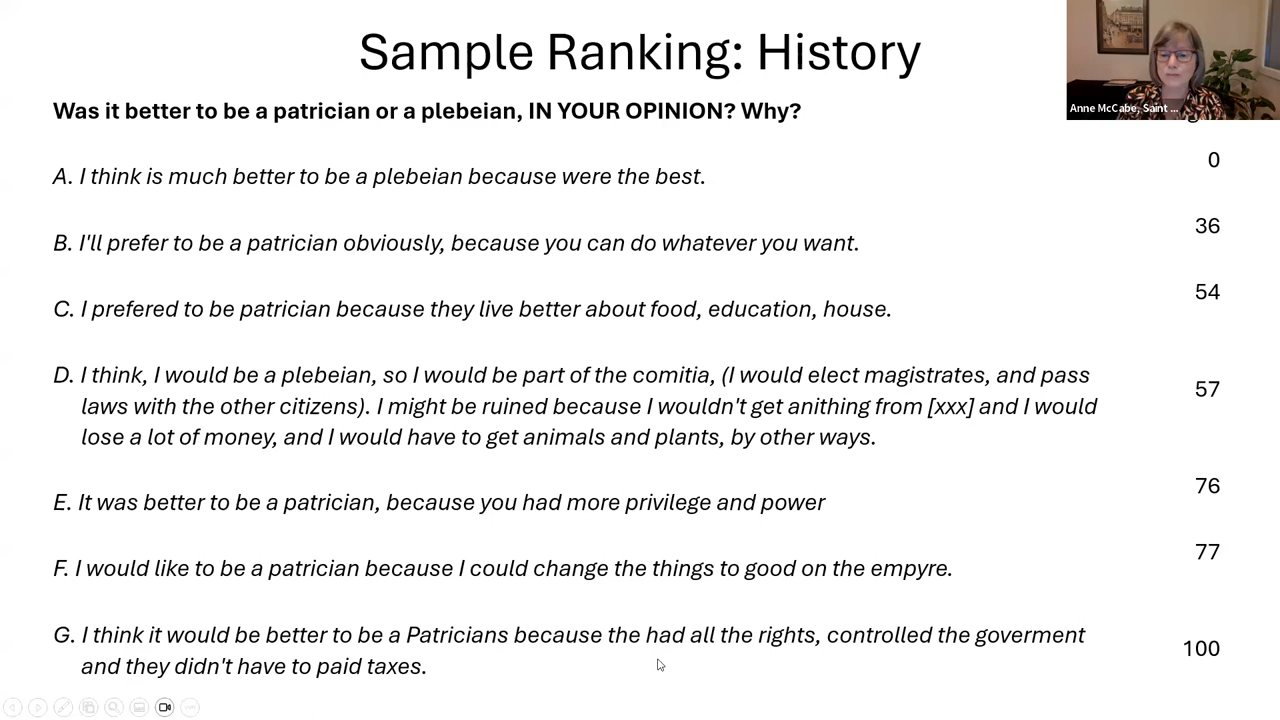 Sample Ranking: History
Anne McCabe, Saint ...
Was it better to be a patrician or a plebeian, IN YOUR OPINION? Why?
A. I think is much better to be a plebeian because were the best.
0
B. I'll prefer to be a patrician obviously, because you can do whatever you want.
36
C. I prefered to be patrician because they live better about food, education, house.
54
D. I think, I would be a plebeian, so I would be part of the comitia, (I would elect magistrates, and pass
laws with the other citizens). I might be ruined because I wouldn't get anithing from [xxx] and I would
lose a lot of money, and I would have to get animals and plants, by other ways.
57
E. It was better to be a patrician, because you had more privilege and power
76
F. I would like to be a patrician because I could change the things to good on the empyre.
77
G. I think it would be better to be a Patricians because the had all the rights, controlled the goverment
and they didn't have to paid taxes.
100